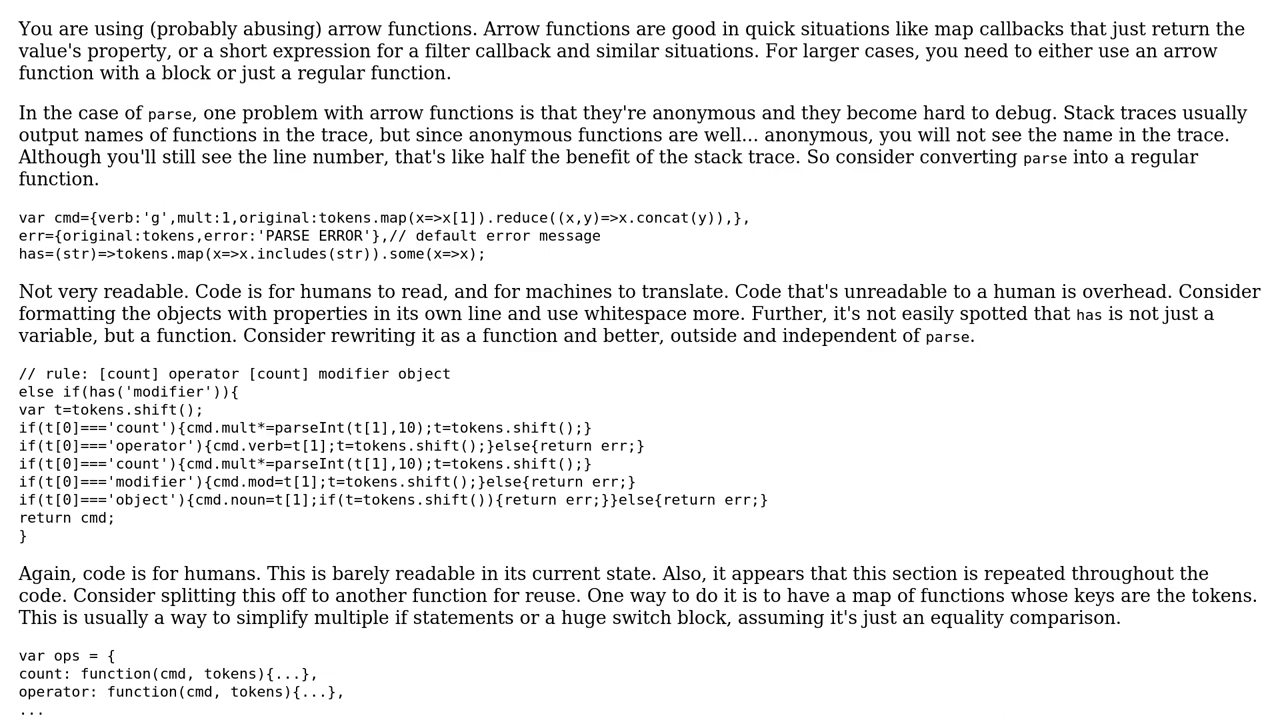 You are using (probably abusing) arrow functions. Arrow functions are good in quick situations like map callbacks that just return the
value's property, or a short expression for a filter callback and similar situations. For larger cases, you need to either use an arrow
function with a block or just a regular function.
In the case of parse, one problem with arrow functions is that they're anonymous and they become hard to debug. Stack traces usually
output names of functions in the trace, but since anonymous functions are well... anonymous, you will not see the name in the trace.
Although you'll still see the line number, that's like half the benefit of the stack trace. So consider converting parse into a regular
function.
var cmd={verb:'g',mult:1,original:tokens.map(x=>x[1]).reduce((x,y)=>x.concat(y)),},
err={original:tokens,error:'PARSE ERROR'},// default error message
has=(str)=>tokens.map(x=>x.includes(str)).some(x=>x);
Not very readable. Code is for humans to read, and for machines to translate. Code that's unreadable to a human is overhead. Consider
formatting the objects with properties in its own line and use whitespace more. Further, it's not easily spotted that has is not just a
variable, but a function. Consider rewriting it as a function and better, outside and independent of parse.
// rule: [count] operator [count] modifier object
else if(has('modifier')){
var t=tokens.shift();
if(t[0]==='count'){cmd.mult*=parseInt(t[1],10);t=tokens.shift();}
if(t[0]==='operator'){cmd.verb=t[1];t=tokens.shift();}else{return err;}
if(t[0]==='count'){cmd.mult*=parseInt(t[1],10);t=tokens.shift();}
if(t[0]==='modifier'){cmd.mod=t[1];t=tokens.shift();}else{return err;}
if(t[0]==='object'){cmd.noun=t[1];if(t=tokens.shift()){return err;}}else{return err;}
return cmd;
}
Again, code is for humans. This is barely readable in its current state. Also, it appears that this section is repeated throughout the
code. Consider splitting this off to another function for reuse. One way to do it is to have a map of functions whose keys are the tokens.
This is usually a way to simplify multiple if statements or a huge switch block, assuming it's just an equality comparison.
var ops = {
count: function(cmd, tokens){...},
operator: function(cmd, tokens){...},
...